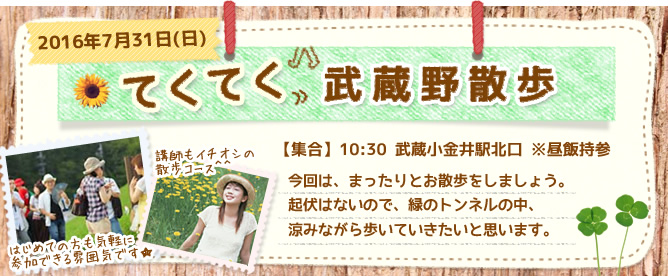 2016年7月31日(日)
てくてく 武蔵野散歩
講師もイチオシの
散歩コース^^
【集合】10:30 武蔵小金井駅北口 ※昼飯持参
今回は、まったりとお散歩をしましょう。
起伏はないので、緑のトンネルの中、
涼みながら歩いていきたいと思います。
はじめての方も気軽に
参加できる雰囲気です